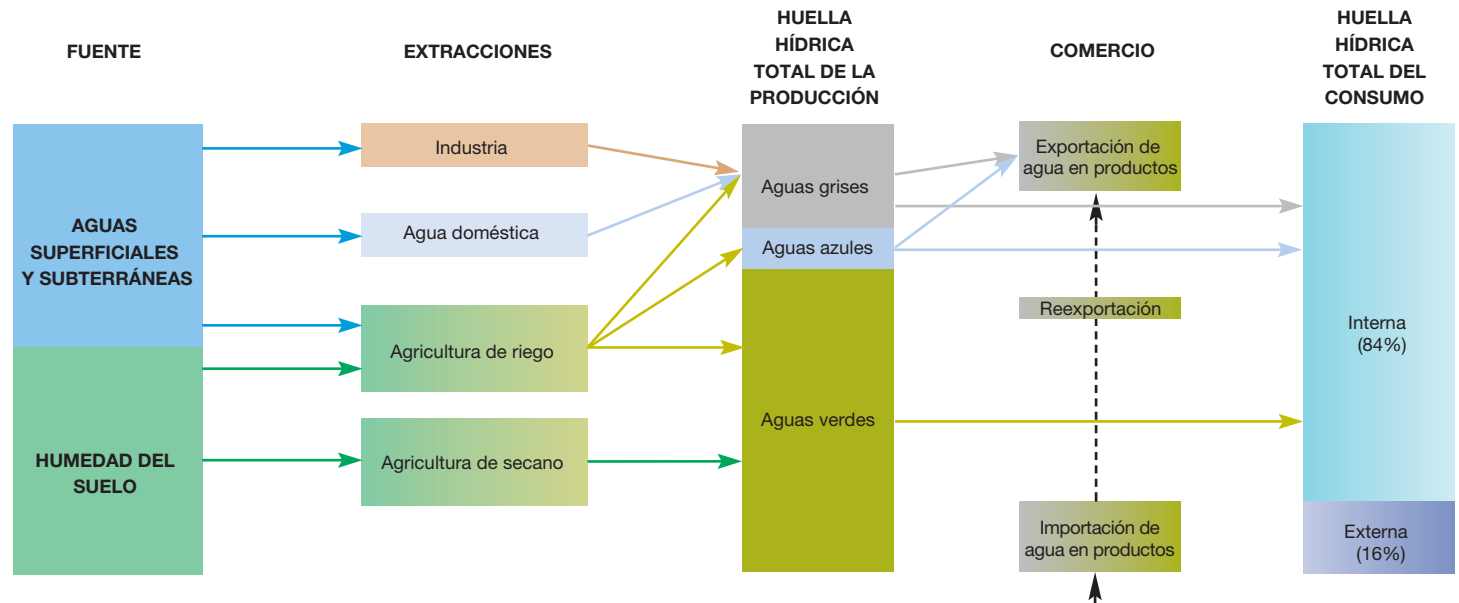 FUENTE
EXTRACCIONES
HUELLA
HÍDRICA
TOTAL DE LA
PRODUCCIÓN
COMERCIO
HUELLA
HÍDRICA
TOTAL DEL
CONSUMO
AGUAS
SUPERFICIALES
Y SUBTERRÁNEAS
HUMEDAD DEL
SUELO
Industria
Agua doméstica
Agricultura de riego
Agricultura de secano
Aguas grises
Aguas azules
Aguas verdes
Exportación de
agua en productos
Reexportación
Importación de
agua en productos
Interna
(84%)
Externa
(16%)